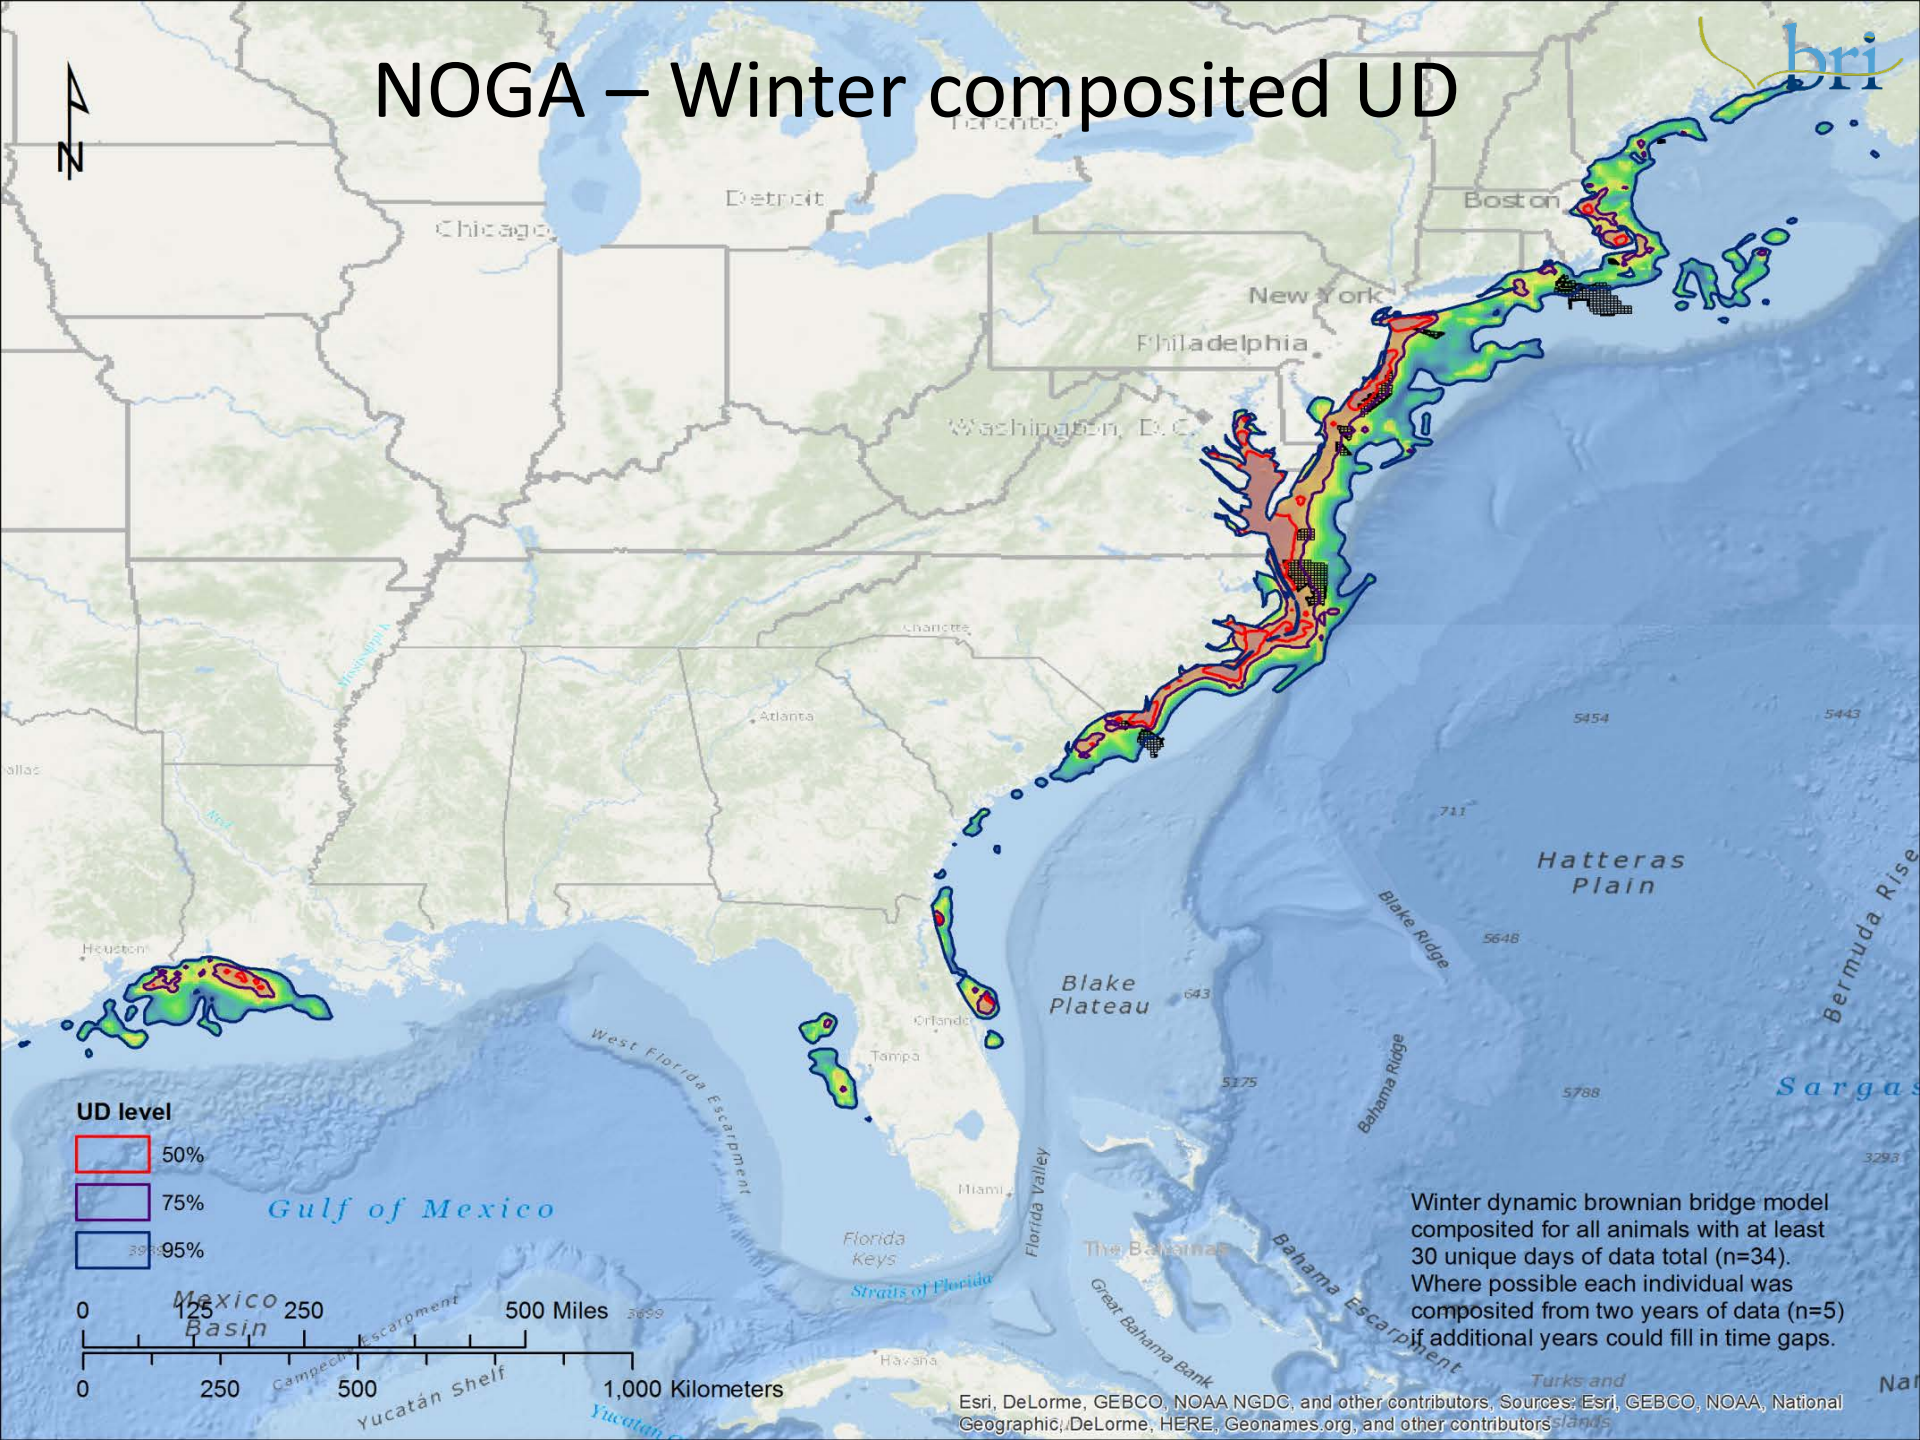 NOGA – Winter composited UD
bri
N
Toronto
Detroit
Boston
Chicago
New York
Philadelphia
Washington, D.C.
Charlotte
Atlanta
5454
5443
allas
711
Hatteras
Plain
Bermuda Rise
Blake Ridge
5648
Houston
Blake
Plateau
643
Orlando
West Florida Escarpment
Tampa
5175
Bahama Ridge
5788
Sargas
UD level
50%
75%
95%
Gulf of Mexico
Miami
Florida Valley
3293
Florida
Keys
The Bahamas
Straits of Florida
Great Bahama Bank
Bahama Escarpment
Winter dynamic brownian bridge model
composited for all animals with at least
30 unique days of data total (n=34).
Where possible each individual was
composited from two years of data (n=5)
if additional years could fill in time gaps.
Mexico
Basin
0 125 250 500 Miles
3699
Campeche Escarpment
0 250 500 1,000 Kilometers
Yucatán Shelf
Havana
Turks and
Islands
Nar
Esri, DeLorme, GEBCO, NOAA NGDC, and other contributors, Sources: Esri, GEBCO, NOAA, National
Geographic, DeLorme, HERE, Geonames.org, and other contributors